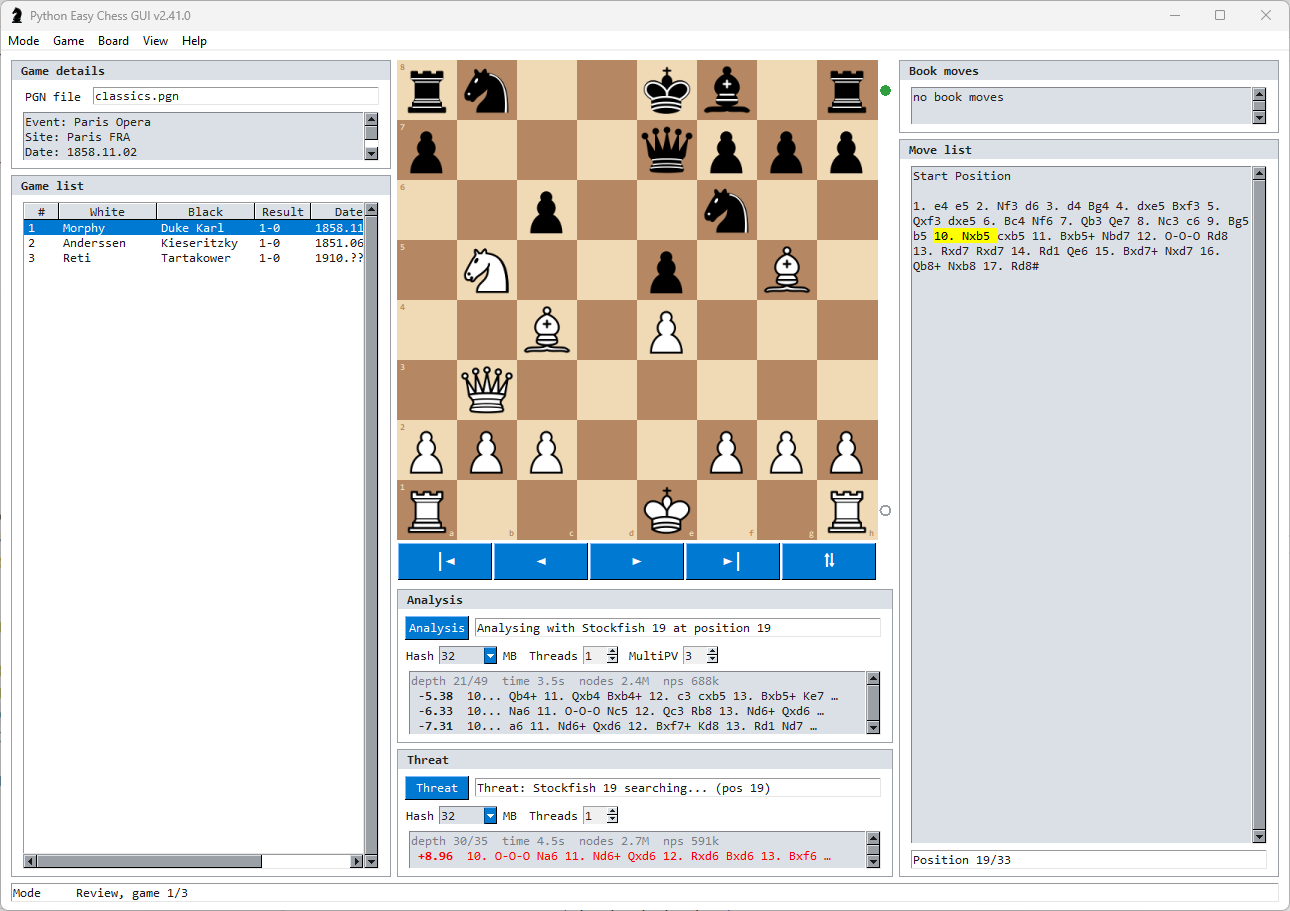 Python Easy Chess GUI v2.41.0
Mode Game Board View Help
Game details
PGN file classics.pgn
Event: Paris Opera
Site: Paris FRA
Date: 1858.11.02
Game list
# White Black Result Date
1 Morphy Duke Karl 1-0 1858.11
2 Anderssen Kieseritzky 1-0 1851.06
3 Reti Tartakower 1-0 1910.??
8
7
6
5
4
3
2
1
a b c d e f g h
Analysis
Analysis Analysing with Stockfish 19 at position 19
Hash 32 MB Threads 1 MultiPV 3
depth 21/49 time 3.5s nodes 2.4M nps 688k
-5.38 10... Qb4+ 11. Qxb4 Bxb4+ 12. c3 cxb5 13. Bxb5+ Ke7 …
-6.33 10... Na6 11. O-O-O Nc5 12. Qc3 Rb8 13. Nd6+ Qxd6 …
-7.31 10... a6 11. Nd6+ Qxd6 12. Bxf7+ Kd8 13. Rd1 Nd7 …
Threat
Threat Threat: Stockfish 19 searching... (pos 19)
Hash 32 MB Threads 1
depth 30/35 time 4.5s nodes 2.7M nps 591k
+8.96 10. O-O-O Na6 11. Nd6+ Qxd6 12. Rxd6 Bxd6 13. Bxf6 …
Book moves
no book moves
Move list
Start Position
1. e4 e5 2. Nf3 d6 3. d4 Bg4 4. dxe5 Bxf3 5.
Qxf3 dxe5 6. Bc4 Nf6 7. Qb3 Qe7 8. Nc3 c6 9. Bg5
b5 10. Nxb5 cxb5 11. Bxb5+ Nbd7 12. O-O-O Rd8
13. Rxd7 Rxd7 14. Rd1 Qe6 15. Bxd7+ Nxd7 16.
Qb8+ Nxb8 17. Rd8#
Position 19/33
Mode Review, game 1/3